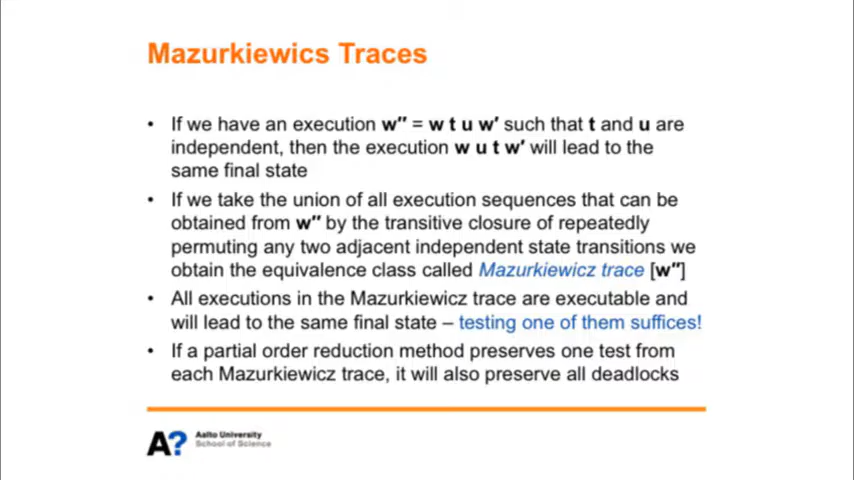 Mazurkiewics Traces
• If we have an execution w″ = w t u w′ such that t and u are
independent, then the execution w u t w′ will lead to the
same final state
• If we take the union of all execution sequences that can be
obtained from w″ by the transitive closure of repeatedly
permuting any two adjacent independent state transitions we
obtain the equivalence class called Mazurkiewicz trace [w″]
• All executions in the Mazurkiewicz trace are executable and
will lead to the same final state – testing one of them suffices!
• If a partial order reduction method preserves one test from
each Mazurkiewicz trace, it will also preserve all deadlocks
A? Aalto University
School of Science